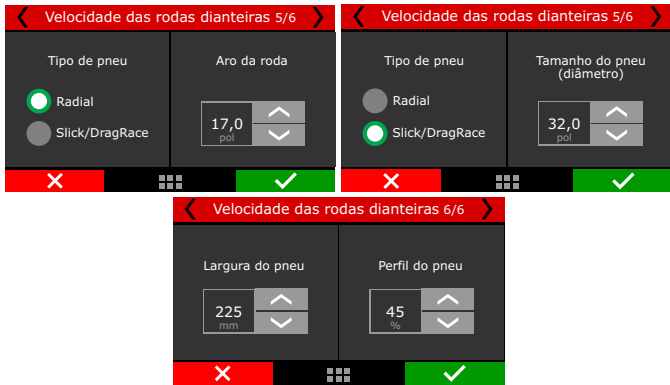 Velocidade das rodas dianteiras 5/6
Tipo de pneu
Radial
Slick/DragRace
Aro da roda
17,0
pol
Velocidade das rodas dianteiras 5/6
Tipo de pneu
Radial
Slick/DragRace
Tamanho do pneu
(diâmetro)
32,0
pol
Velocidade das rodas dianteiras 6/6
Largura do pneu
225
mm
Perfil do pneu
45
%